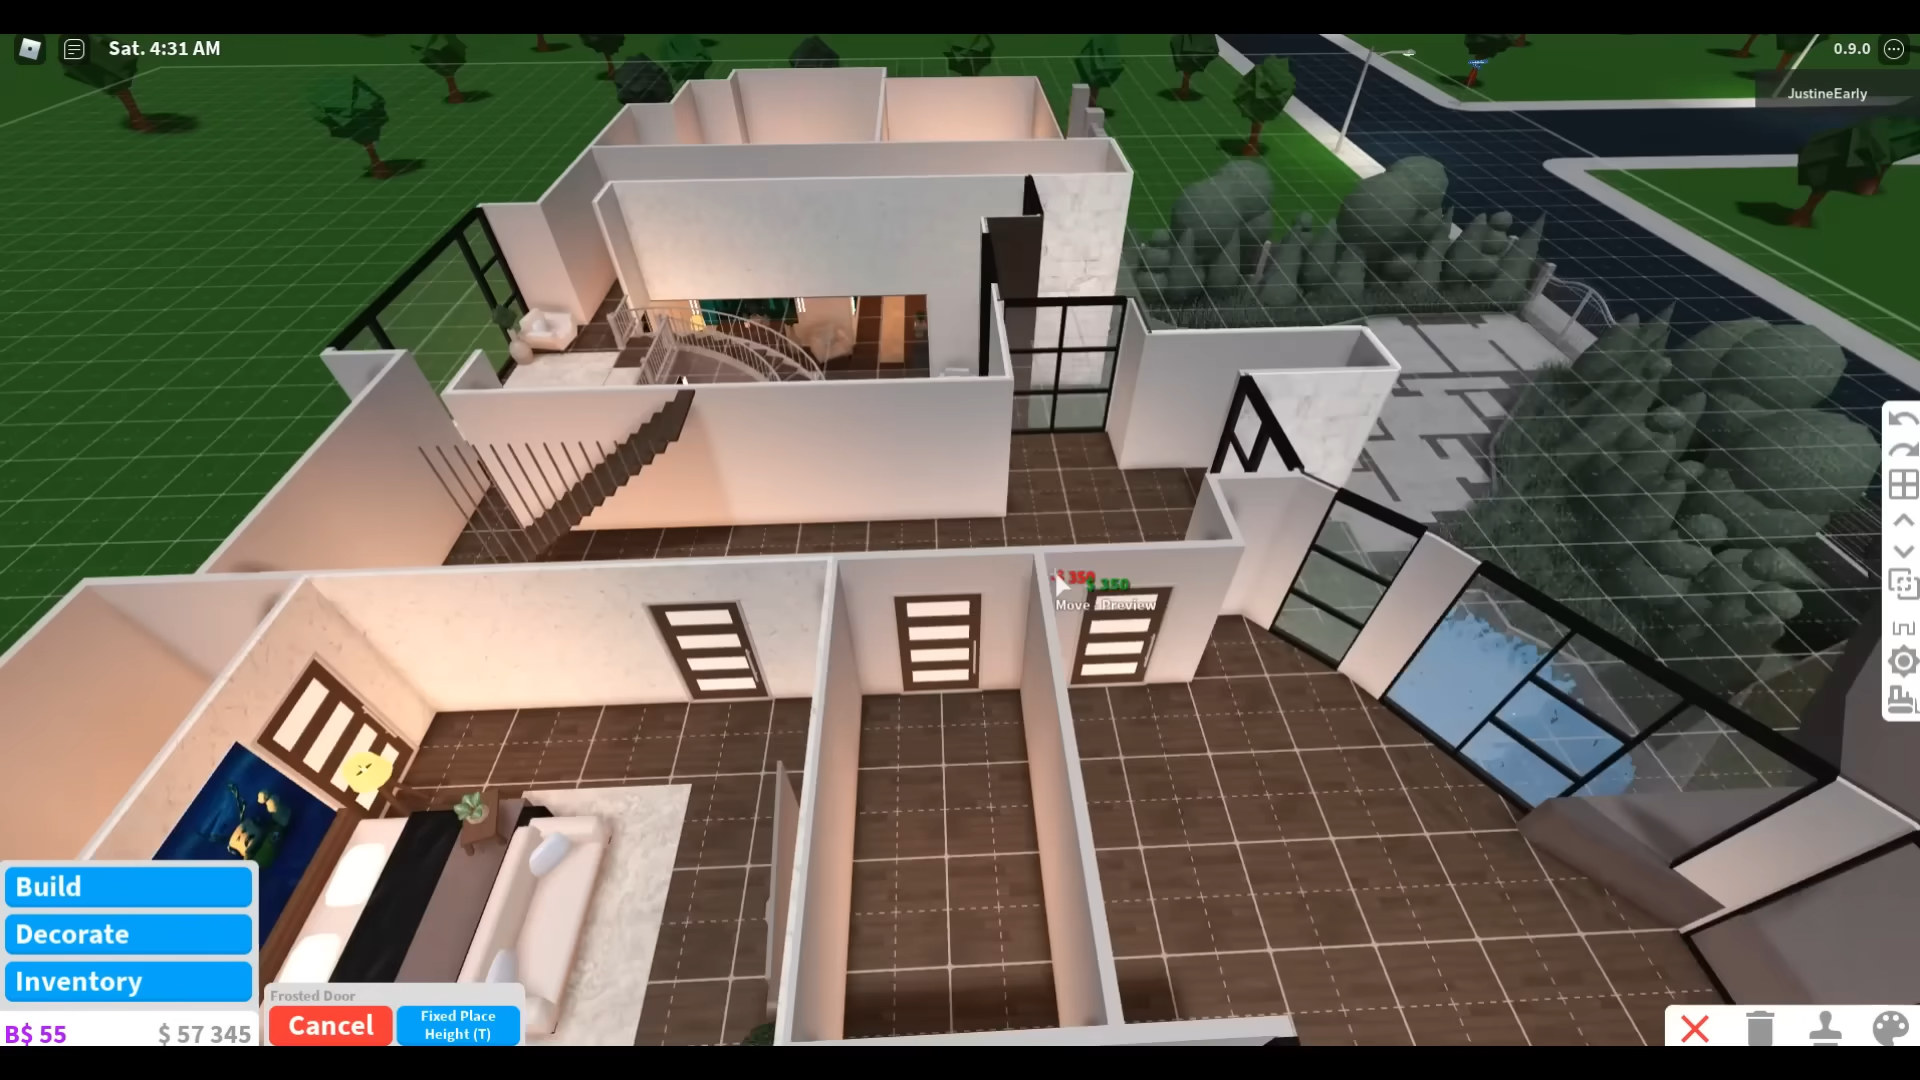 Sat. 4:31 AM
0.9.0
JustineEarly
$ 350
Move : Preview
Build
Decorate
Inventory
Frosted Door
Cancel
Fixed Place
Height (T)
B$ 55
$ 57 345